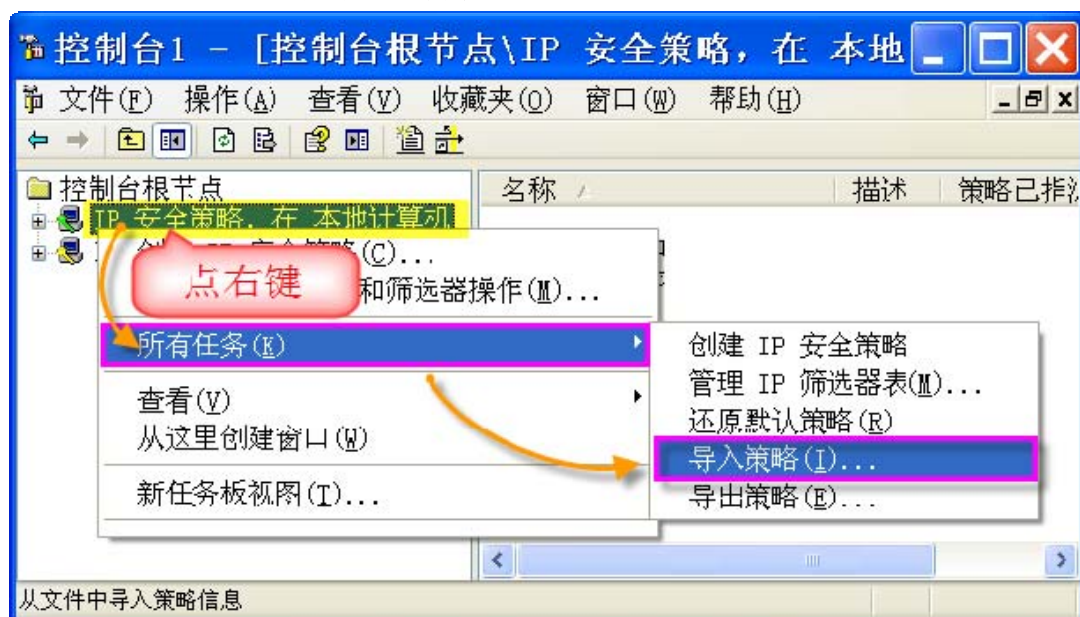 控制台1 - [控制台根节点\IP 安全策略，在 本地
文件(F) 操作(A) 查看(V) 收藏夹(O) 窗口(W) 帮助(H)
控制台根节点
名称 描述 策略已指
IP 安全策略，在 本地计算机
(C)...
点右键
和筛选器操作(M)...
所有任务(K)
查看(V)
从这里创建窗口(W)
新任务板视图(T)...
创建 IP 安全策略
管理 IP 筛选器表(M)...
还原默认策略(R)
导入策略(I)...
导出策略(E)...
从文件中导入策略信息